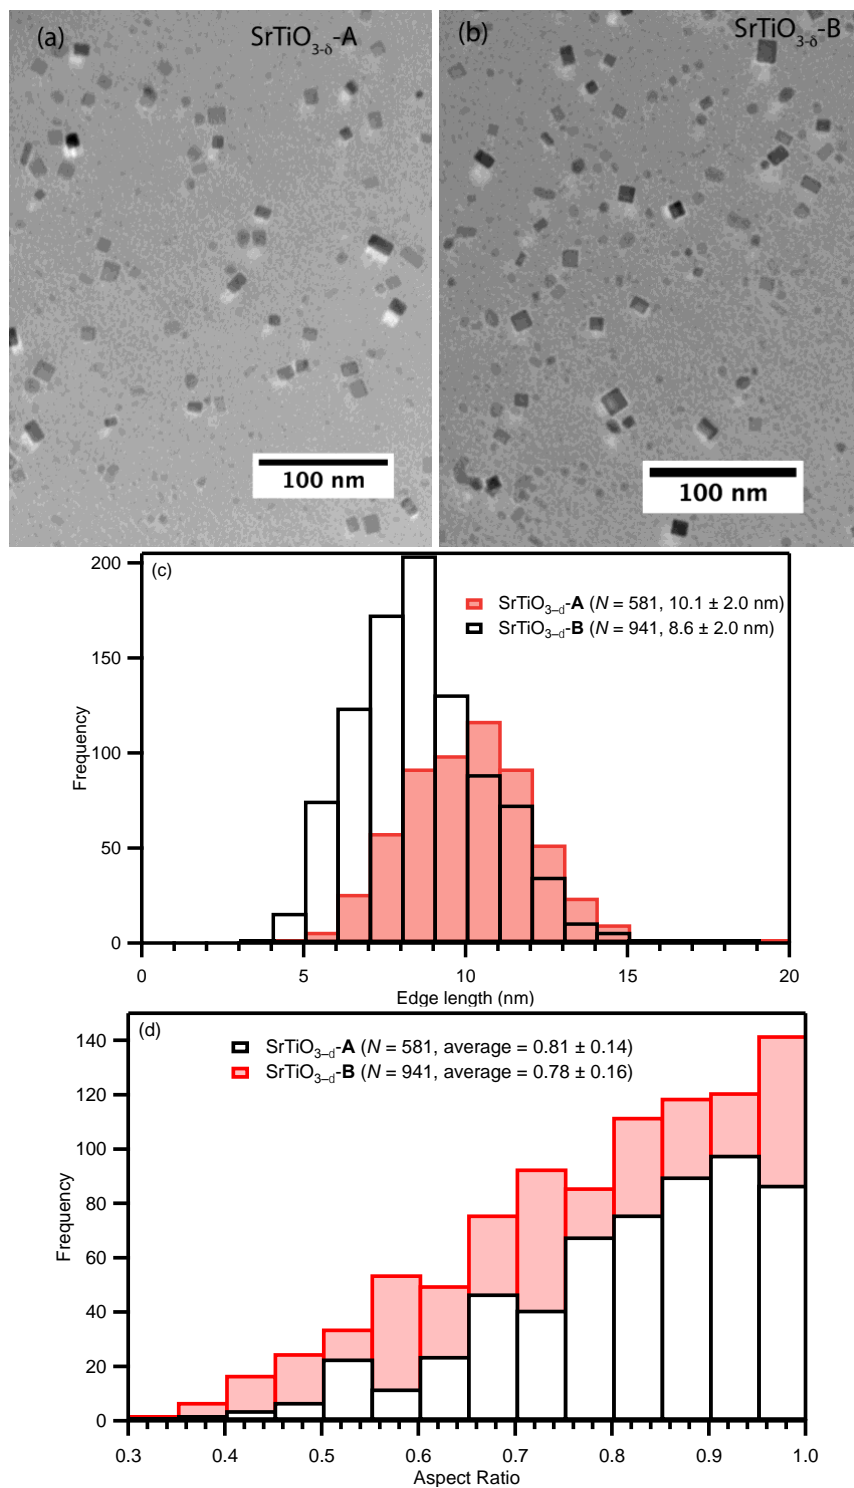 (a)
SrTiO3-δ-A
100 nm
(b)
SrTiO3-δ-B
100 nm
(c)
SrTiO3–d-A (N = 581, 10.1 ± 2.0 nm)
SrTiO3–d-B (N = 941, 8.6 ± 2.0 nm)
200
150
100
50
0
Frequency
0 5 10 15 20
Edge length (nm)
(d)
SrTiO3–d-A (N = 581, average = 0.81 ± 0.14)
SrTiO3–d-B (N = 941, average = 0.78 ± 0.16)
140
120
100
80
60
40
20
0
Frequency
0.3 0.4 0.5 0.6 0.7 0.8 0.9 1.0
Aspect Ratio